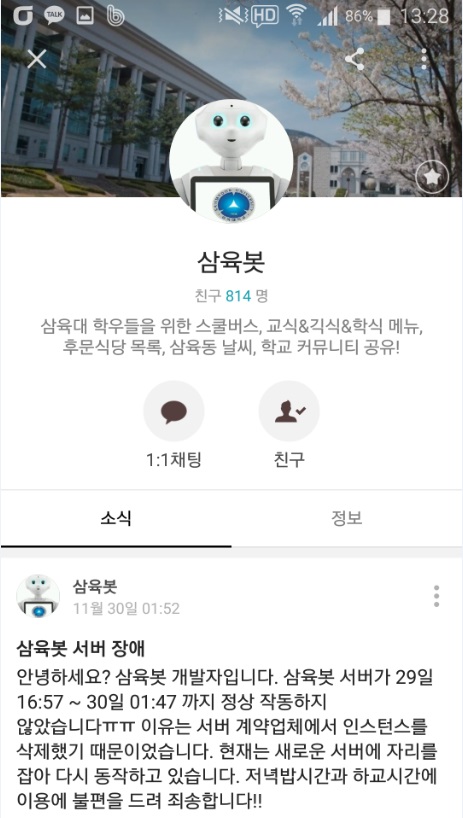 TALK HD 86% 13:28
삼육봇
친구 814 명
삼육대 학우들을 위한 스쿨버스, 교식&긱식&학식 메뉴,
후문식당 목록, 삼육동 날씨, 학교 커뮤니티 공유!
1:1채팅 친구
소식 정보
삼육봇
11월 30일 01:52
삼육봇 서버 장애
안녕하세요? 삼육봇 개발자입니다. 삼육봇 서버가 29일
16:57 ~ 30일 01:47 까지 정상 작동하지
않았습니다ㅠㅠ 이유는 서버 계약업체에서 인스턴스를
삭제했기 때문이었습니다. 현재는 새로운 서버에 자리를
잡아 다시 동작하고 있습니다. 저녁밥시간과 하교시간에
이용에 불편을 드려 죄송합니다!!